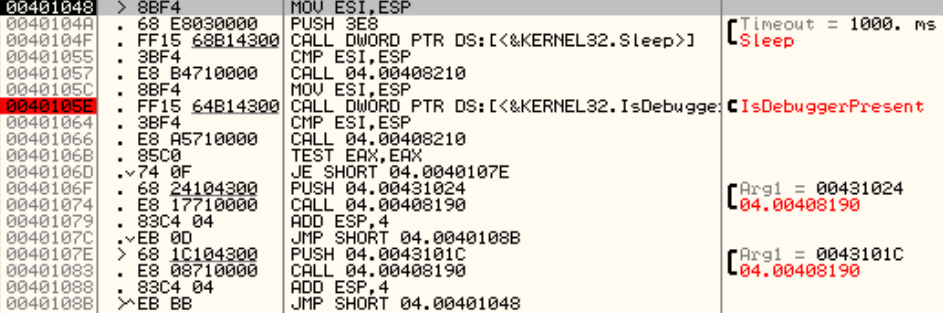 00401048 > 8BF4 MOV ESI,ESP
0040104A . 68 E8030000 PUSH 3E8 Timeout = 1000. ms
0040104F . FF15 68B14300 CALL DWORD PTR DS:[<&KERNEL32.Sleep>] Sleep
00401055 . 3BF4 CMP ESI,ESP
00401057 . E8 B4710000 CALL 04.00408210
0040105C . 8BF4 MOV ESI,ESP
0040105E . FF15 64B14300 CALL DWORD PTR DS:[<&KERNEL32.IsDebugge IsDebuggerPresent
00401064 . 3BF4 CMP ESI,ESP
00401066 . E8 A5710000 CALL 04.00408210
0040106B . 85C0 TEST EAX,EAX
0040106D .v74 0F JE SHORT 04.0040107E
0040106F . 68 24104300 PUSH 04.00431024 Arg1 = 00431024
00401074 . E8 17710000 CALL 04.00408190 04.00408190
00401079 . 83C4 04 ADD ESP,4
0040107C .vEB 0D JMP SHORT 04.0040108B
0040107E > 68 1C104300 PUSH 04.0043101C Arg1 = 0043101C
00401083 . E8 08710000 CALL 04.00408190 04.00408190
00401088 . 83C4 04 ADD ESP,4
0040108B >^EB BB JMP SHORT 04.00401048